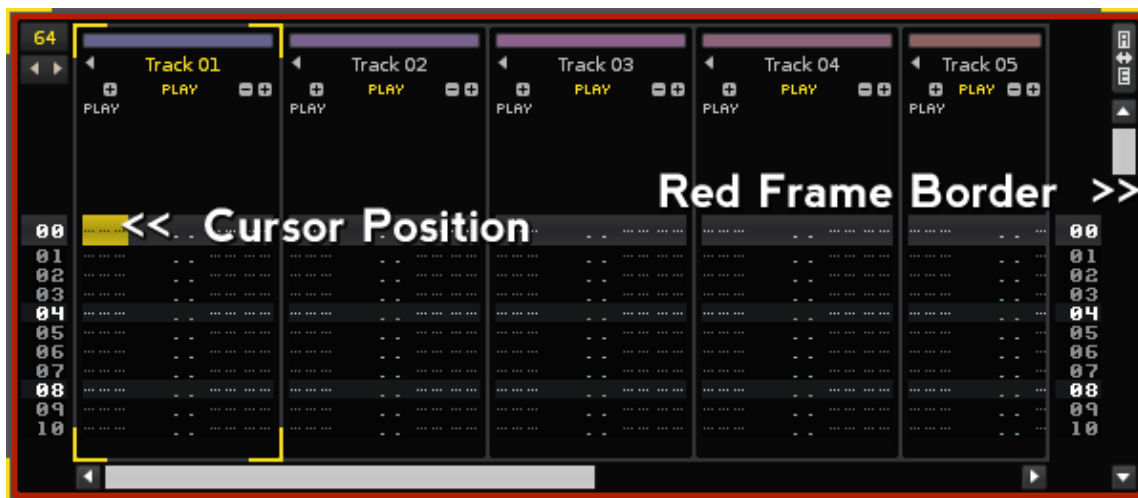 64
Track 01 Track 02 Track 03 Track 04 Track 05
PLAY PLAY PLAY PLAY PLAY
PLAY PLAY PLAY PLAY PLAY
A
E
Red Frame Border >>
00 << Cursor Position 00
01 01
02 02
03 03
04 04
05 05
06 06
07 07
08 08
09 09
10 10